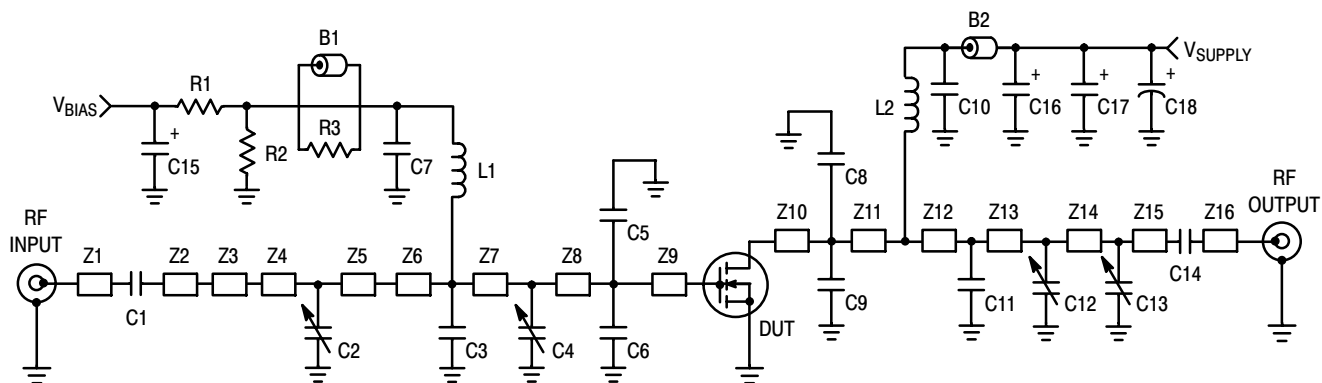 B2
B1
V_SUPPLY
R1
V_BIAS
L2
C10
C16
+
C17
+
C18
+
R3
+
C15
R2
C7
L1
C8
RF
INPUT
C5
RF
OUTPUT
Z1
Z2
Z3
Z4
Z5
Z6
Z7
Z8
Z9
Z10
Z11
Z12
Z13
Z14
Z15
Z16
C1
C14
C2
C3
C4
C6
DUT
C9
C11
C12
C13